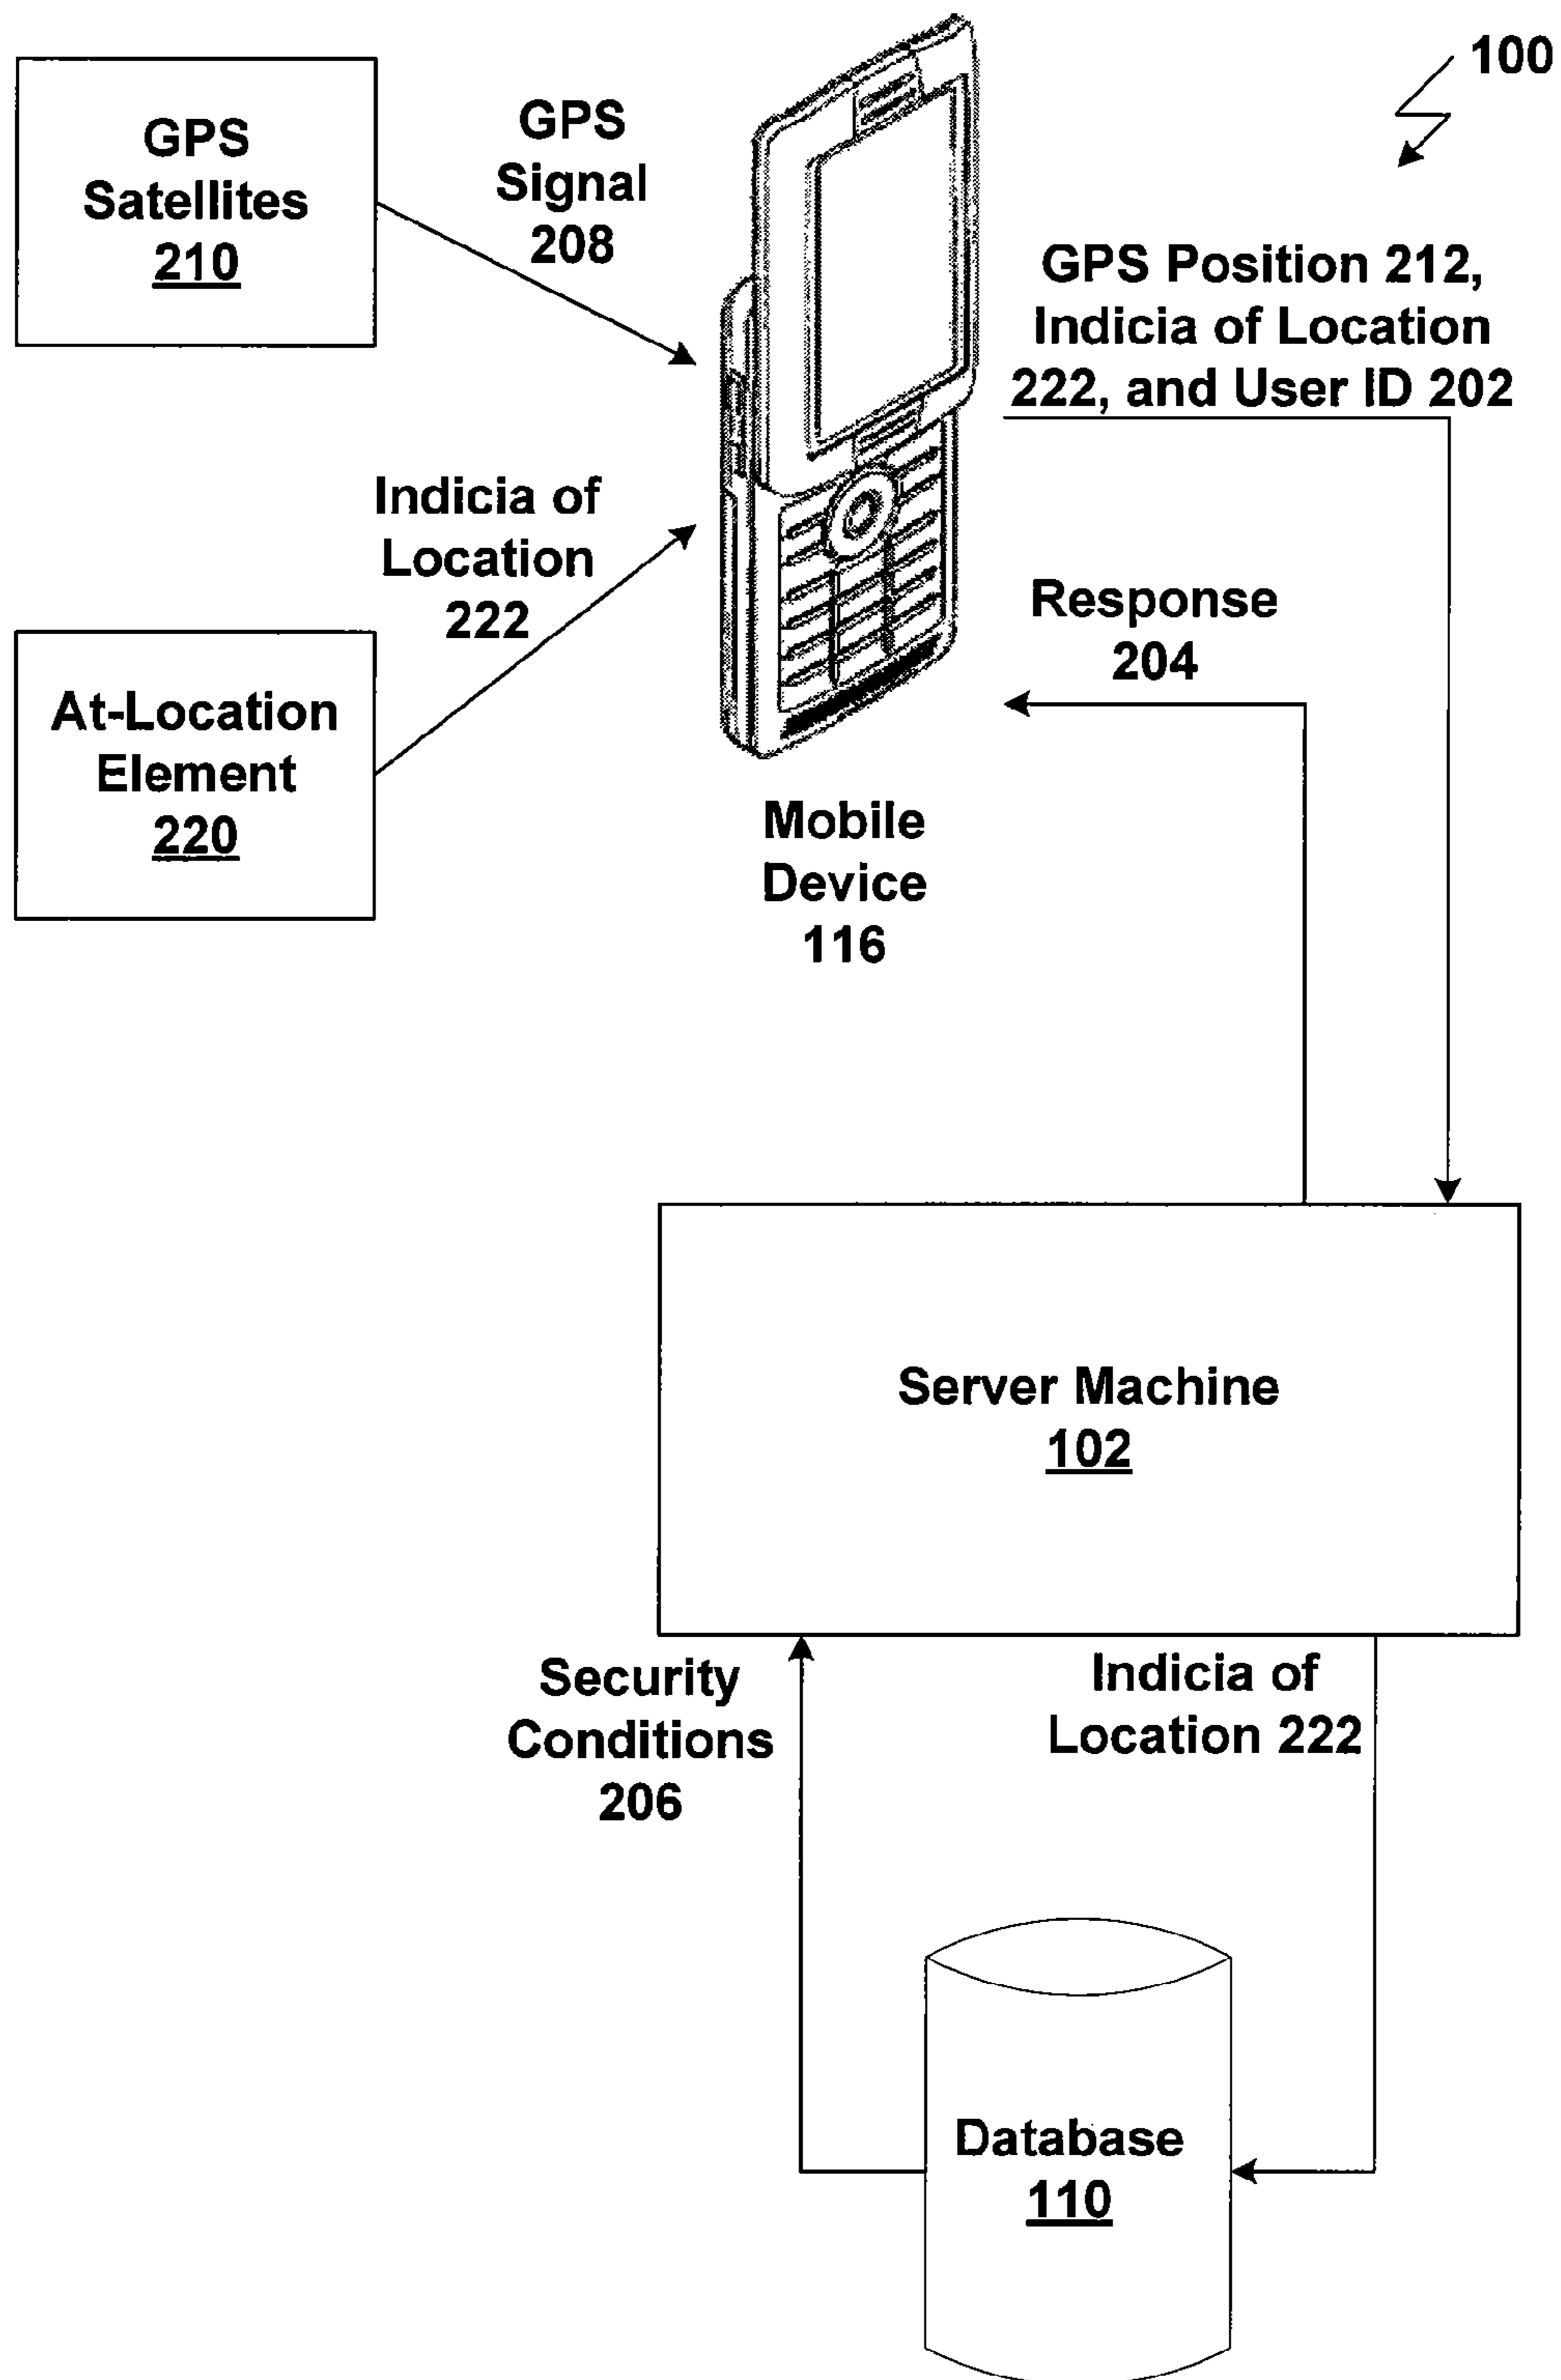 100
GPS
Satellites
210
GPS
Signal
208
GPS Position 212,
Indicia of Location
222, and User ID 202
Indicia of
Location
222
Response
204
At-Location
Element
220
Mobile
Device
116
Server Machine
102
Security
Conditions
206
Indicia of
Location 222
Database
110